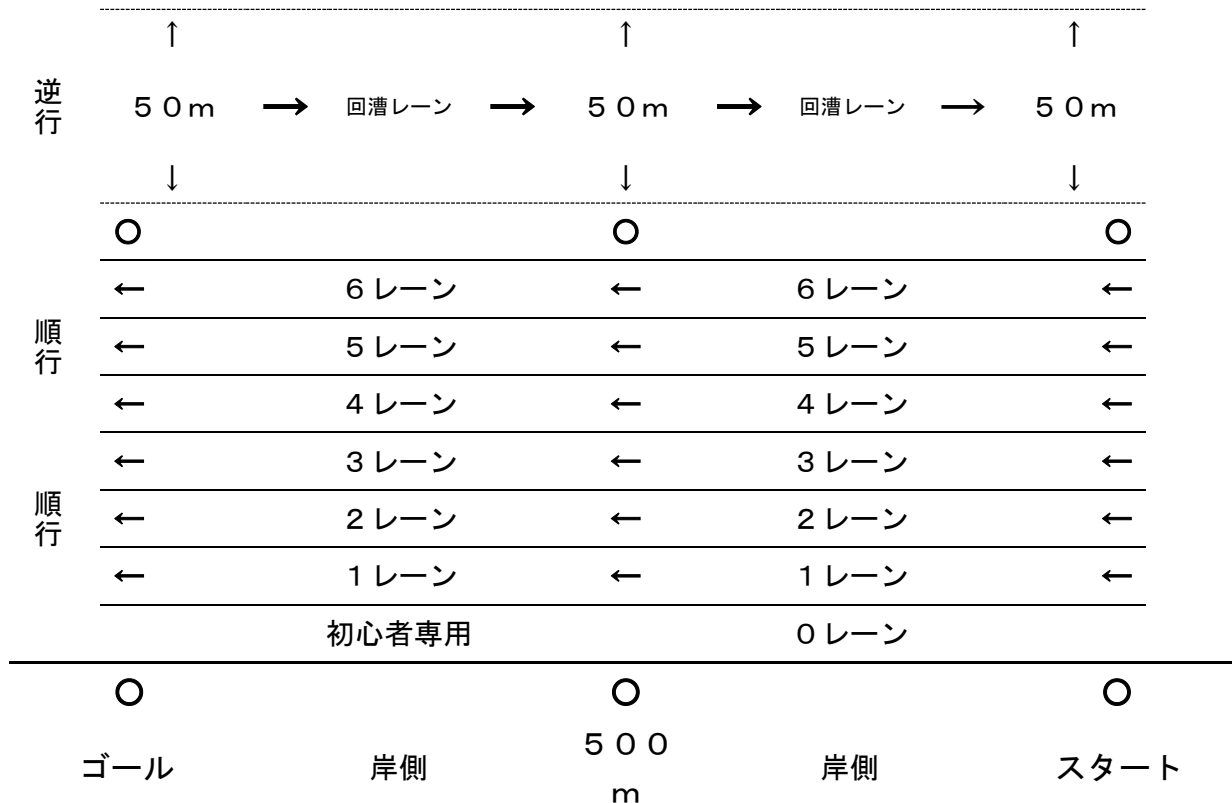 ↑ ↑ ↑
逆行 50m → 回漕レーン → 50m → 回漕レーン → 50m
↓ ↓ ↓
○ ○ ○
← 6レーン ← 6レーン ←
順行 ← 5レーン ← 5レーン ←
← 4レーン ← 4レーン ←
← 3レーン ← 3レーン ←
順行 ← 2レーン ← 2レーン ←
← 1レーン ← 1レーン ←
初心者専用 0レーン
○ ○ ○
ゴール 岸側 500m 岸側 スタート